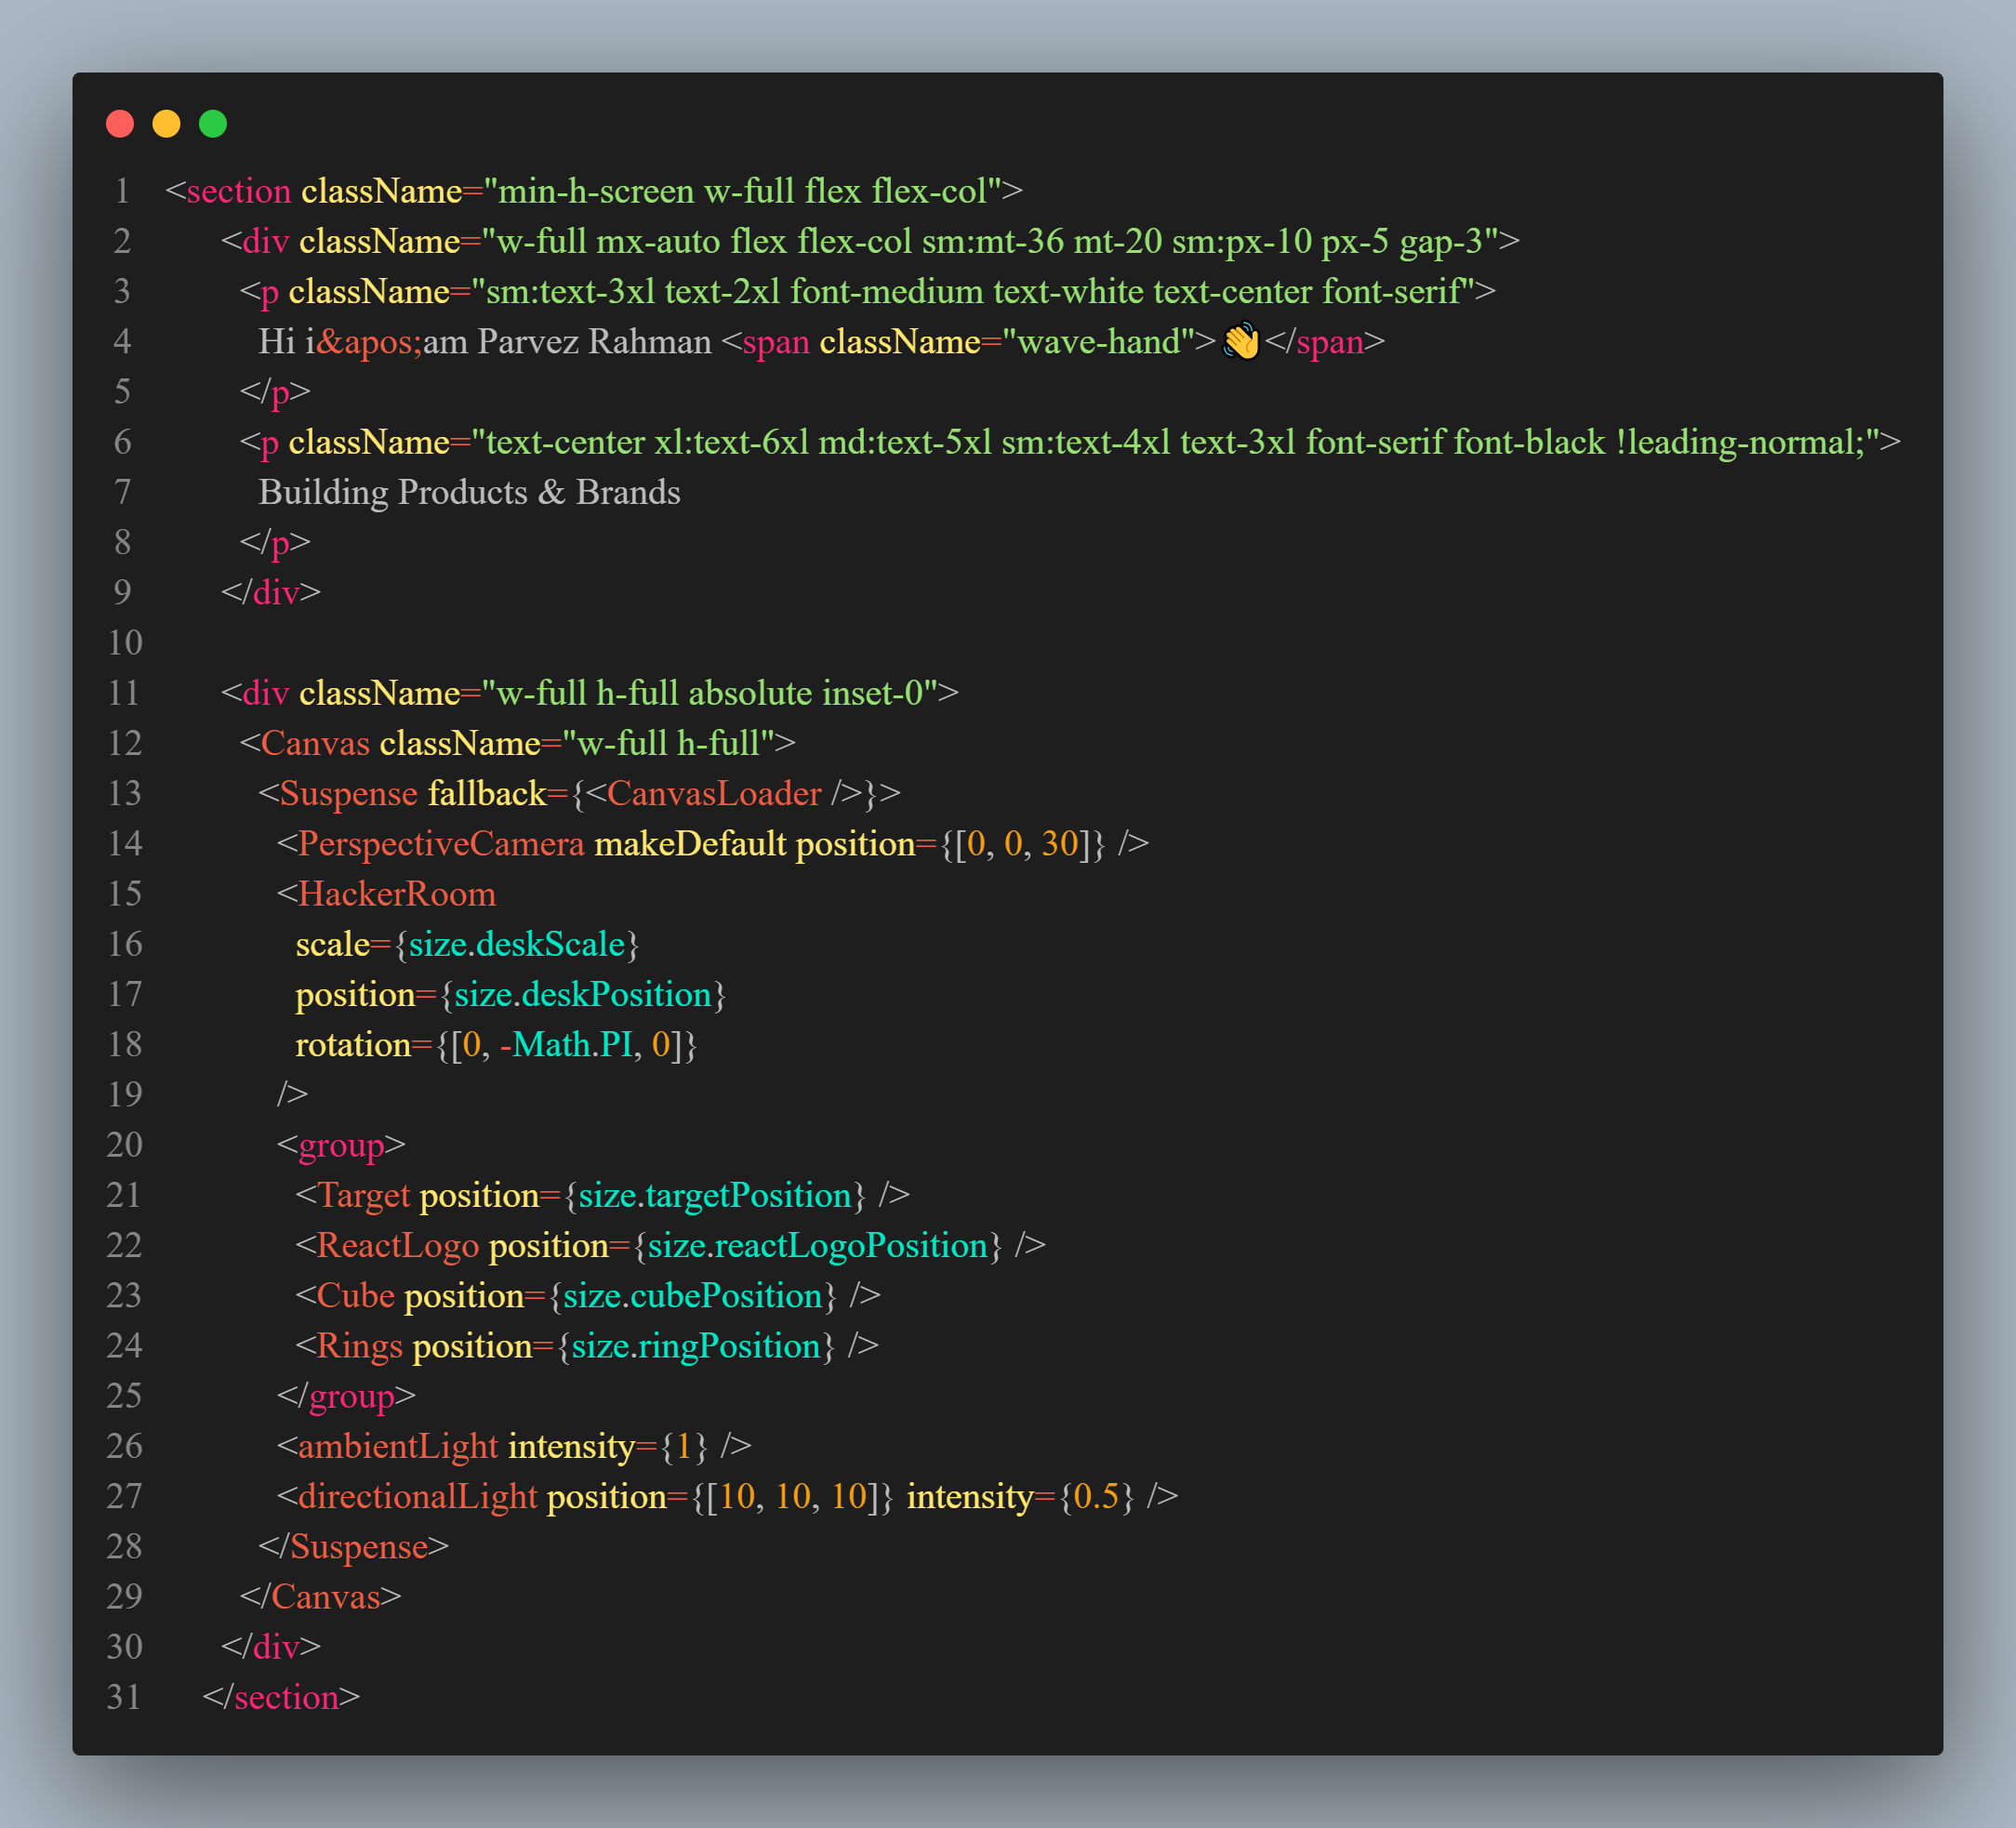 1 <section className="min-h-screen w-full flex flex-col">
2 <div className="w-full mx-auto flex flex-col sm:mt-36 mt-20 sm:px-10 px-5 gap-3">
3 <p className="sm:text-3xl text-2xl font-medium text-white text-center font-serif">
4 Hi i&apos;am Parvez Rahman <span className="wave-hand">👋</span>
5 </p>
6 <p className="text-center xl:text-6xl md:text-5xl sm:text-4xl text-3xl font-serif font-black !leading-normal;">
7 Building Products & Brands
8 </p>
9 </div>
10
11 <div className="w-full h-full absolute inset-0">
12 <Canvas className="w-full h-full">
13 <Suspense fallback={<CanvasLoader />}>
14 <PerspectiveCamera makeDefault position={[0, 0, 30]} />
15 <HackerRoom
16 scale={size.deskScale}
17 position={size.deskPosition}
18 rotation={[0, -Math.PI, 0]}
19 />
20 <group>
21 <Target position={size.targetPosition} />
22 <ReactLogo position={size.reactLogoPosition} />
23 <Cube position={size.cubePosition} />
24 <Rings position={size.ringPosition} />
25 </group>
26 <ambientLight intensity={1} />
27 <directionalLight position={[10, 10, 10]} intensity={0.5} />
28 </Suspense>
29 </Canvas>
30 </div>
31 </section>